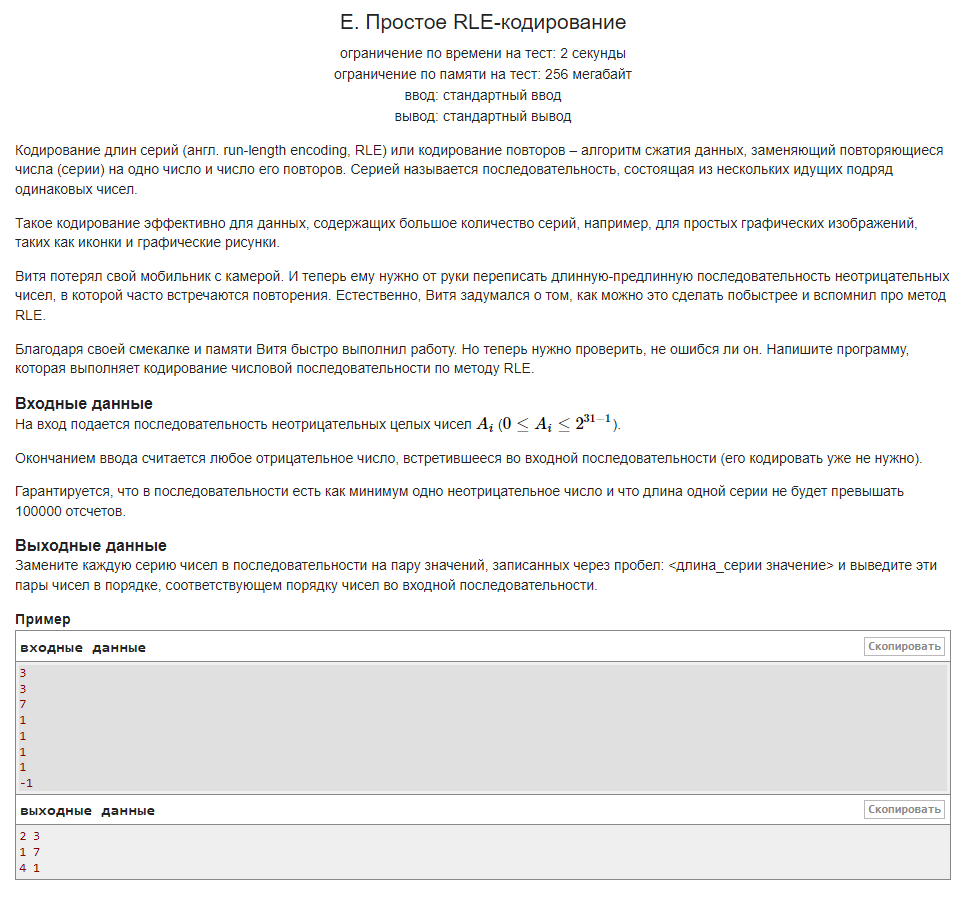 E. Простое RLE-кодирование
ограничение по времени на тест: 2 секунды
ограничение по памяти на тест: 256 мегабайт
ввод: стандартный ввод
вывод: стандартный вывод
Кодирование длин серий (англ. run-length encoding, RLE) или кодирование повторов – алгоритм сжатия данных, заменяющий повторяющиеся
числа (серии) на одно число и число его повторов. Серией называется последовательность, состоящая из нескольких идущих подряд
одинаковых чисел.
Такое кодирование эффективно для данных, содержащих большое количество серий, например, для простых графических изображений,
таких как иконки и графические рисунки.
Витя потерял свой мобильник с камерой. И теперь ему нужно от руки переписать длинную-предлинную последовательность неотрицательных
чисел, в которой часто встречаются повторения. Естественно, Витя задумался о том, как можно это сделать побыстрее и вспомнил про метод
RLE.
Благодаря своей смекалке и памяти Витя быстро выполнил работу. Но теперь нужно проверить, не ошибся ли он. Напишите программу,
которая выполняет кодирование числовой последовательности по методу RLE.
Входные данные
На вход подается последовательность неотрицательных целых чисел $A_i$ ($0 \le A_i \le 2^{31-1}$).
Окончанием ввода считается любое отрицательное число, встретившееся во входной последовательности (его кодировать уже не нужно).
Гарантируется, что в последовательности есть как минимум одно неотрицательное число и что длина одной серии не будет превышать
100000 отсчетов.
Выходные данные
Замените каждую серию чисел в последовательности на пару значений, записанных через пробел: <длина_серии значение> и выведите эти
пары чисел в порядке, соответствующем порядку чисел во входной последовательности.
Пример
входные данные Скопировать
3
3
7
1
1
1
1
-1
выходные данные Скопировать
2 3
1 7
4 1